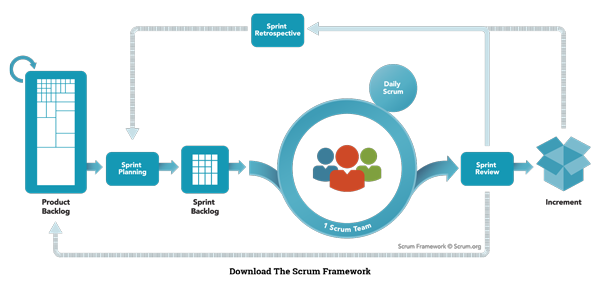 Sprint
Retrospective
Daily
Scrum
Sprint
Planning
Sprint
Review
Product
Backlog
Sprint
Backlog
1 Scrum Team
Increment
Scrum Framework © Scrum.org
Download The Scrum Framework